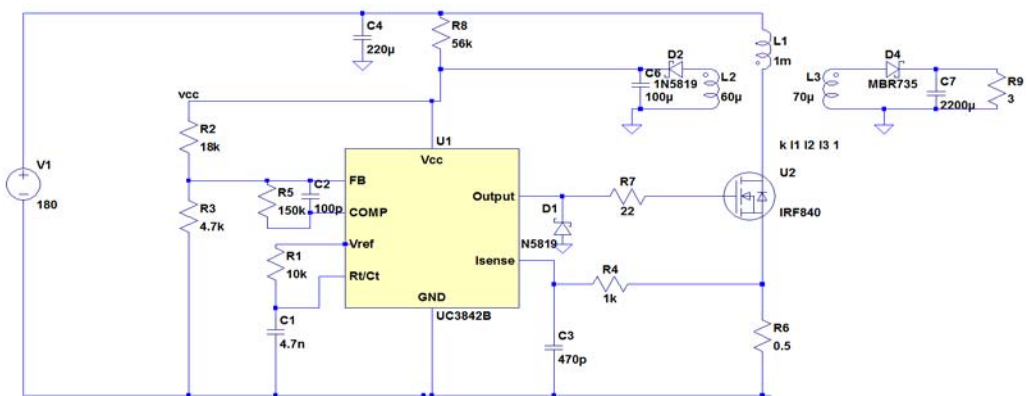 C4
220µ
R8
56k
L1
1m
D2
1N5819
C6
100µ
L2
60µ
L3
70µ
D4
MBR735
C7
2200µ
R9
3
vcc
R2
18k
V1
180
R3
4.7k
R5
150k
C2
100p
R1
10k
C1
4.7n
U1
Vcc
FB
COMP
Vref
Rt/Ct
GND
Output
Isense
UC3842B
D1
N5819
R7
22
k l1 l2 l3 1
U2
IRF840
R4
1k
C3
470p
R6
0.5